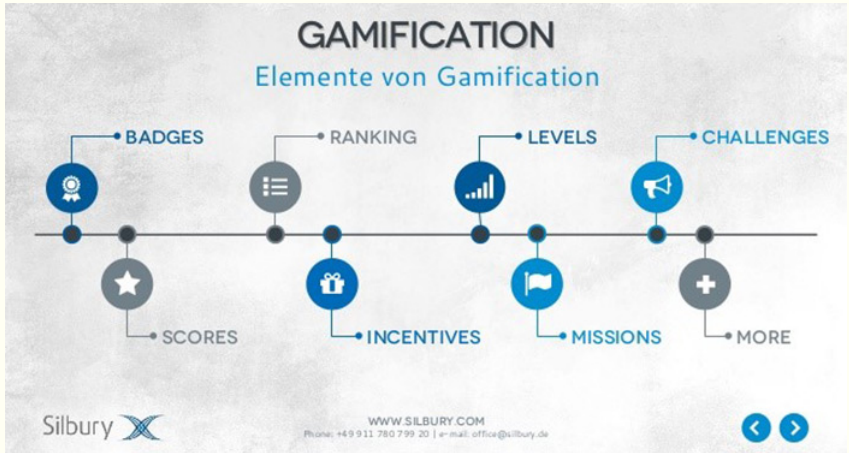 GAMIFICATION
Elemente von Gamification
BADGES
RANKING
LEVELS
CHALLENGES
SCORES
INCENTIVES
MISSIONS
MORE
Silbury
WWW.SILBURY.COM
Phone: +49 911 780 799 20 | e-mail: office@silbury.de